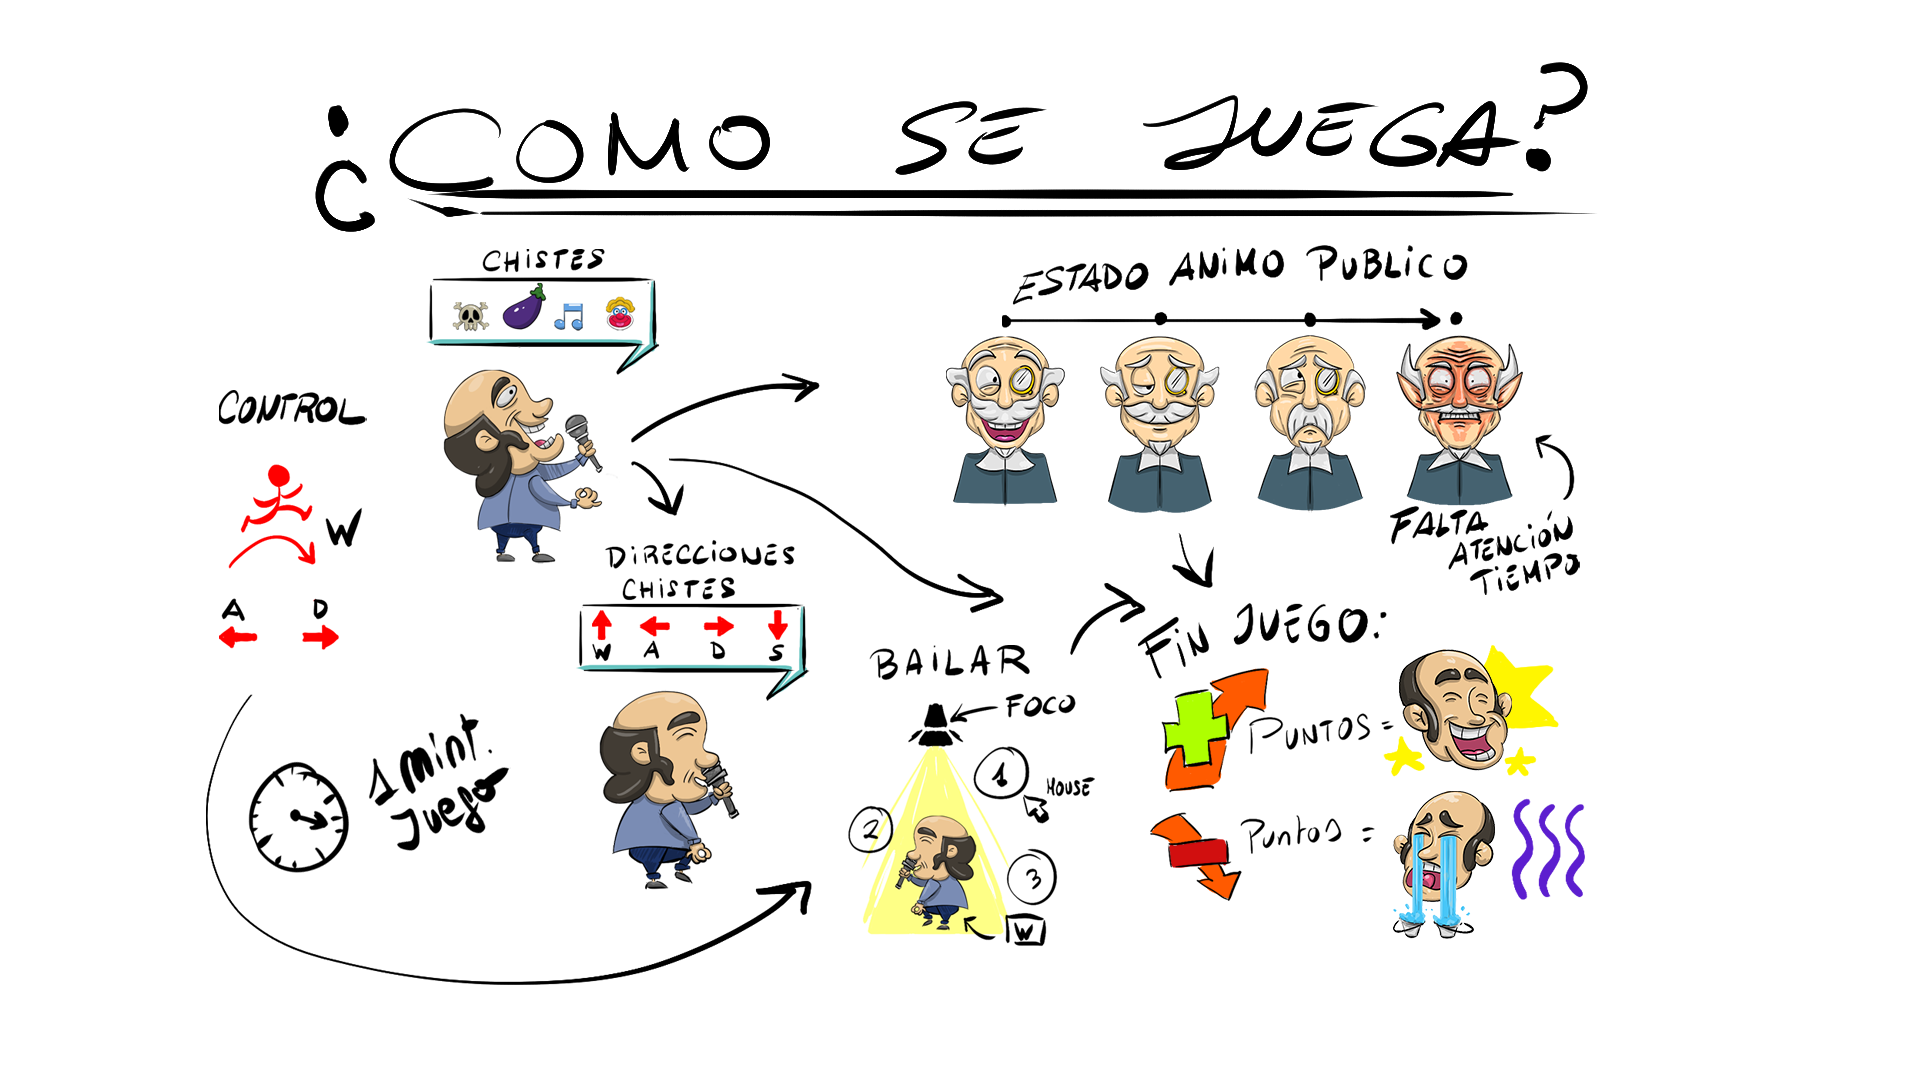 ¿COMO SE JUEGA?
CHISTES
ESTADO ANIMO PUBLICO
CONTROL
W
A D
DIRECCIONES
CHISTES
W A D S
FALTA
ATENCIÓN
TIEMPO
1 mint.
Juego
BAILAR
FOCO
1
MOUSE
2
3
W
FIN JUEGO:
PUNTOS =
Puntos =